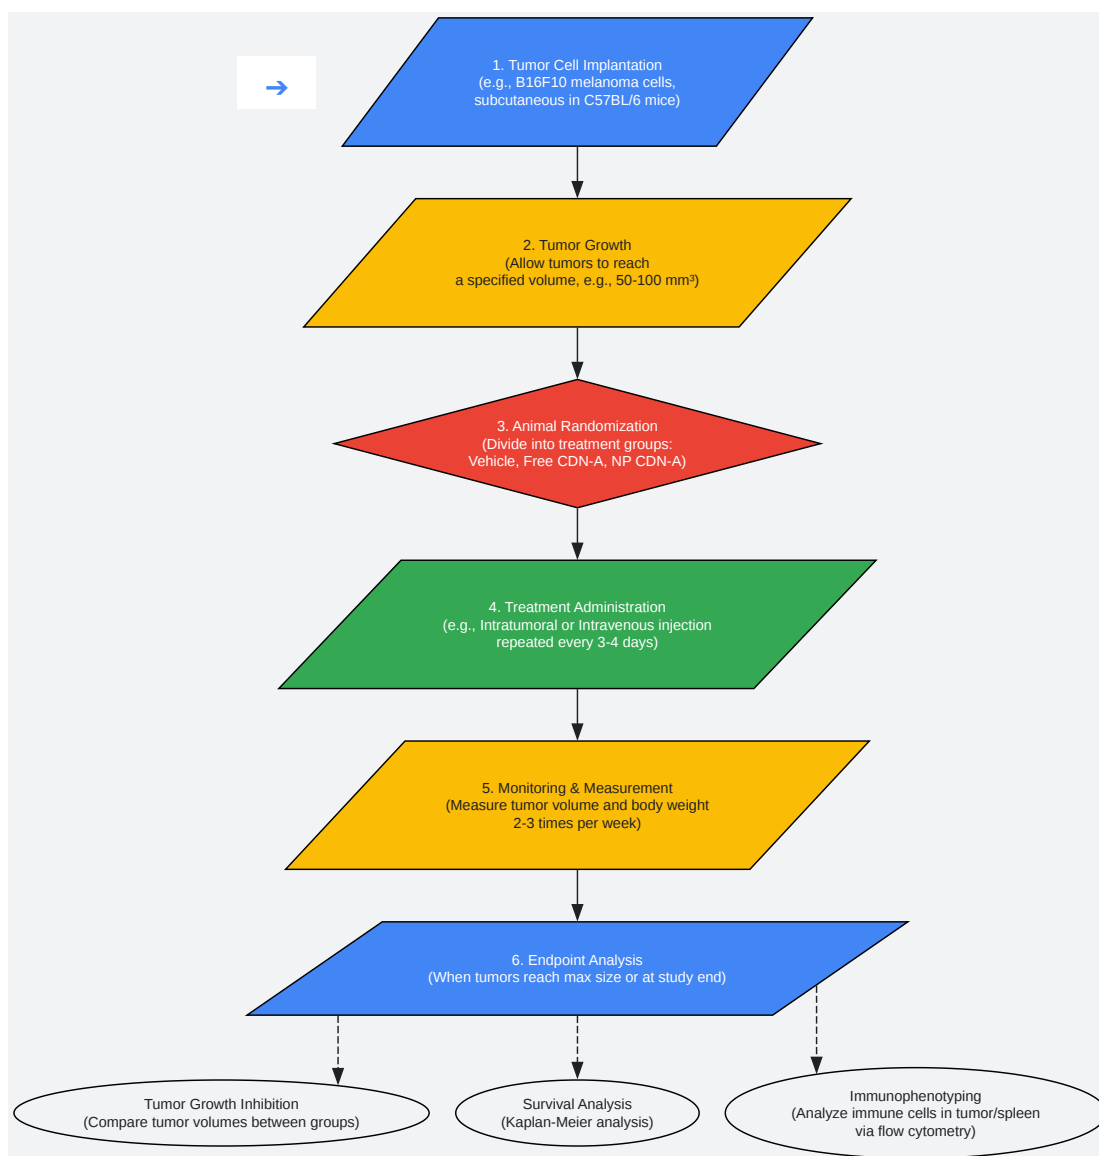 ➔
1. Tumor Cell Implantation
(e.g., B16F10 melanoma cells,
subcutaneous in C57BL/6 mice)
2. Tumor Growth
(Allow tumors to reach
a specified volume, e.g., 50-100 mm³)
3. Animal Randomization
(Divide into treatment groups:
Vehicle, Free CDN-A, NP CDN-A)
4. Treatment Administration
(e.g., Intratumoral or Intravenous injection
repeated every 3-4 days)
5. Monitoring & Measurement
(Measure tumor volume and body weight
2-3 times per week)
6. Endpoint Analysis
(When tumors reach max size or at study end)
Tumor Growth Inhibition
(Compare tumor volumes between groups)
Survival Analysis
(Kaplan-Meier analysis)
Immunophenotyping
(Analyze immune cells in tumor/spleen
via flow cytometry)